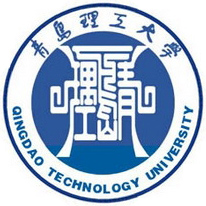 青島理工大學
QINGDAO TECHNOLOGY UNIVERSITY